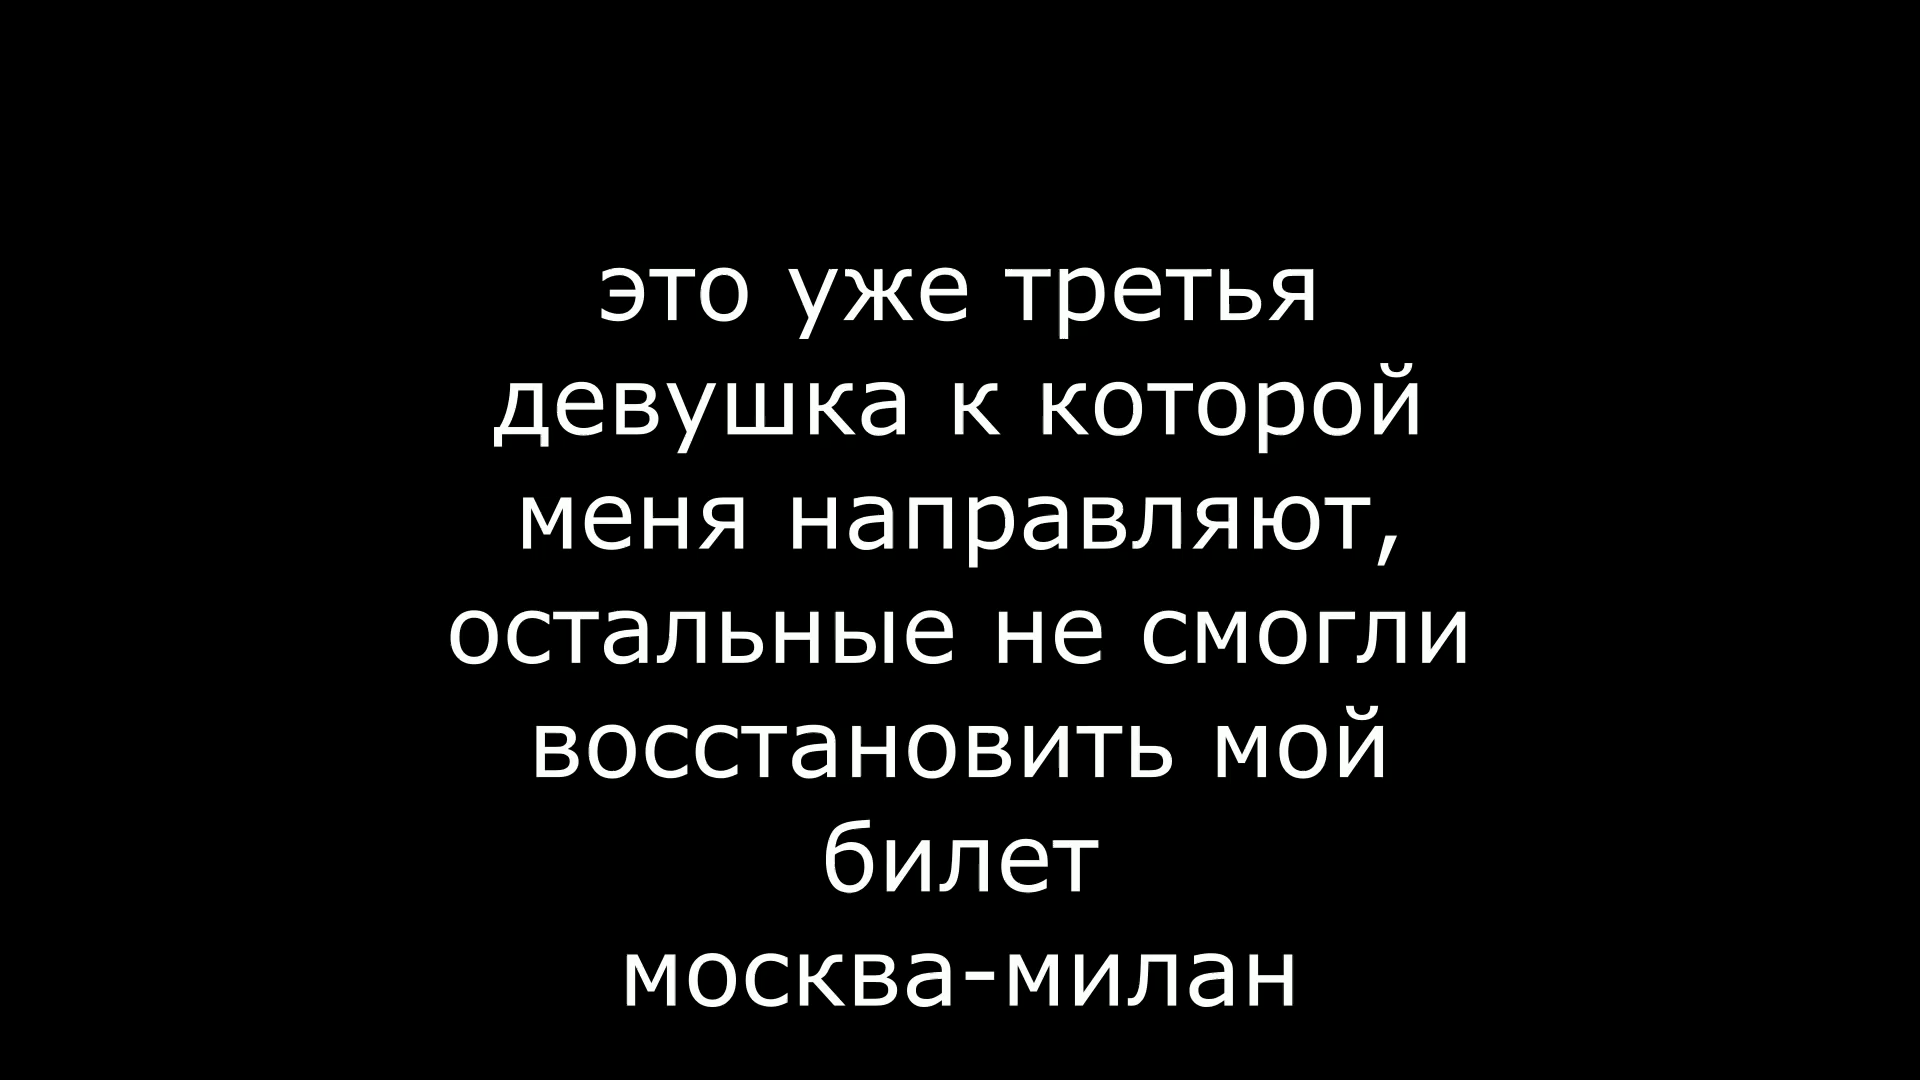 это уже третья
девушка к которой
меня направляют,
остальные не смогли
восстановить мой
билет
москва-милан